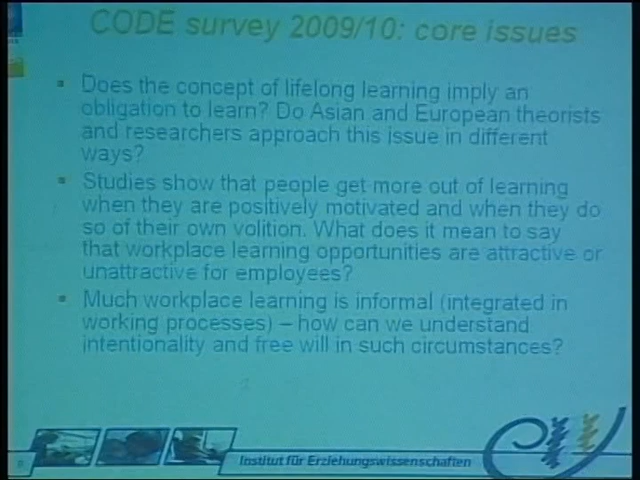 CODE survey 2009/10: core issues
Does the concept of lifelong learning imply an
obligation to learn? Do Asian and European theorists
and researchers approach this issue in different
ways?
Studies show that people get more out of learning
when they are positively motivated and when they do
so of their own volition. What does it mean to say
that workplace learning opportunities are attractive or
unattractive for employees?
Much workplace learning is informal (integrated in
working processes) – how can we understand
intentionality and free will in such circumstances?
Institut für Erziehungswissenschaften